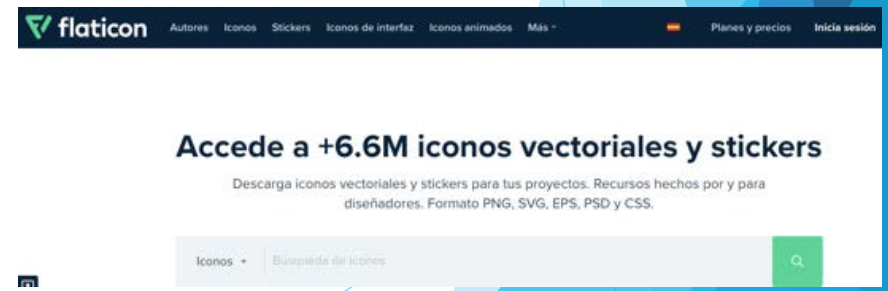 flaticon Autores Iconos Stickers Iconos de interfaz Iconos animados Más Planes y precios Inicia sesión
Accede a +6.6M iconos vectoriales y stickers
Descarga iconos vectoriales y stickers para tus proyectos. Recursos hechos por y para
diseñadores. Formato PNG, SVG, EPS, PSD y CSS.
Iconos Búsqueda de iconos